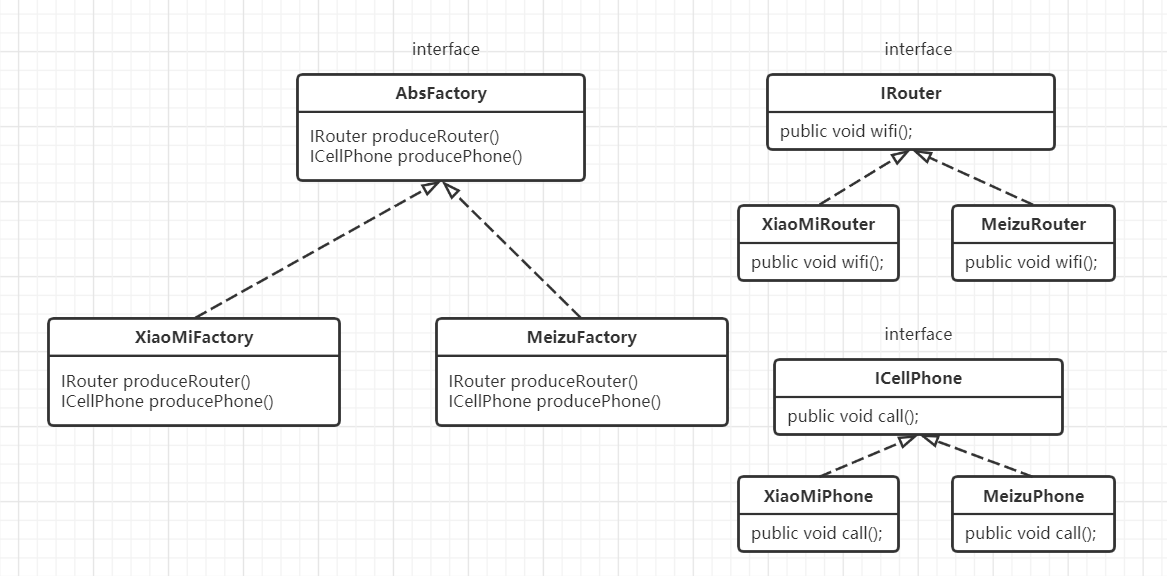 interface
AbsFactory
IRouter produceRouter()
ICellPhone producePhone()
XiaoMiFactory
IRouter produceRouter()
ICellPhone producePhone()
MeizuFactory
IRouter produceRouter()
ICellPhone producePhone()
interface
IRouter
public void wifi();
XiaoMiRouter
public void wifi();
MeizuRouter
public void wifi();
interface
ICellPhone
public void call();
XiaoMiPhone
public void call();
MeizuPhone
public void call();